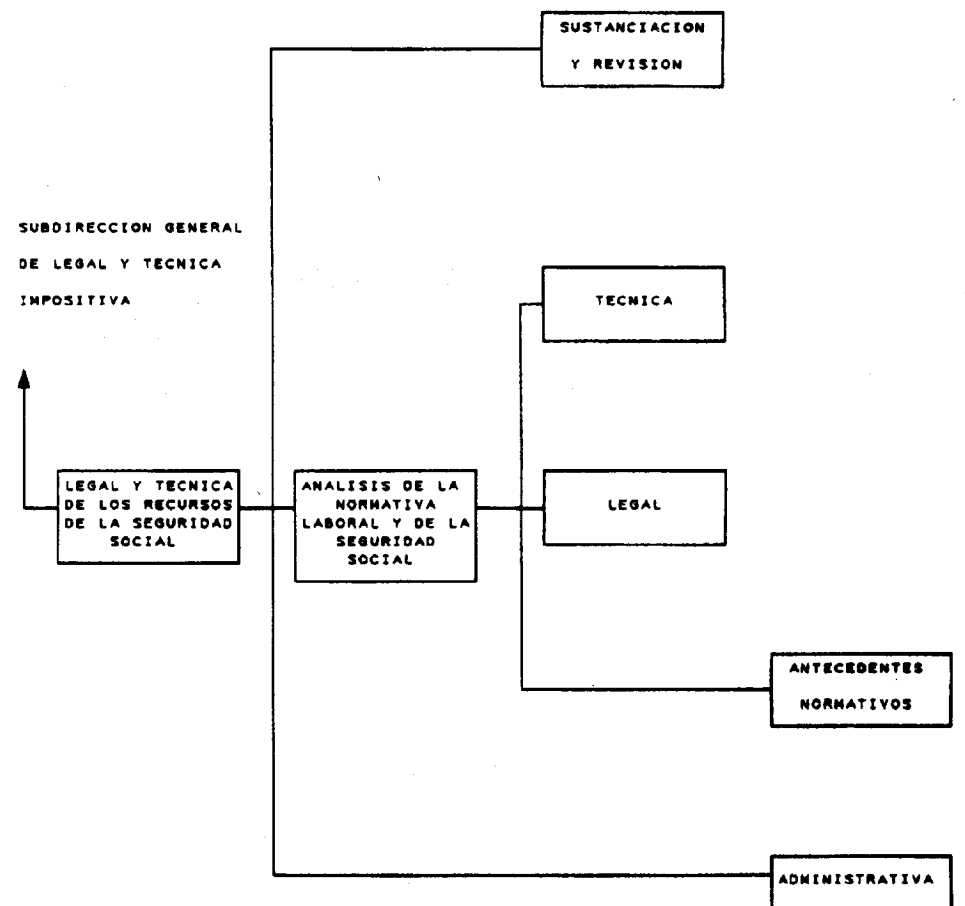 SUSTANCIACION
Y REVISION
SUBDIRECCION GENERAL
DE LEGAL Y TECNICA
IMPOSITIVA
TECNICA
LEGAL Y TECNICA
DE LOS RECURSOS
DE LA SEGURIDAD
SOCIAL
ANALISIS DE LA
NORMATIVA
LABORAL Y DE LA
SEGURIDAD
SOCIAL
LEGAL
ANTECEDENTES
NORMATIVOS
ADMINISTRATIVA